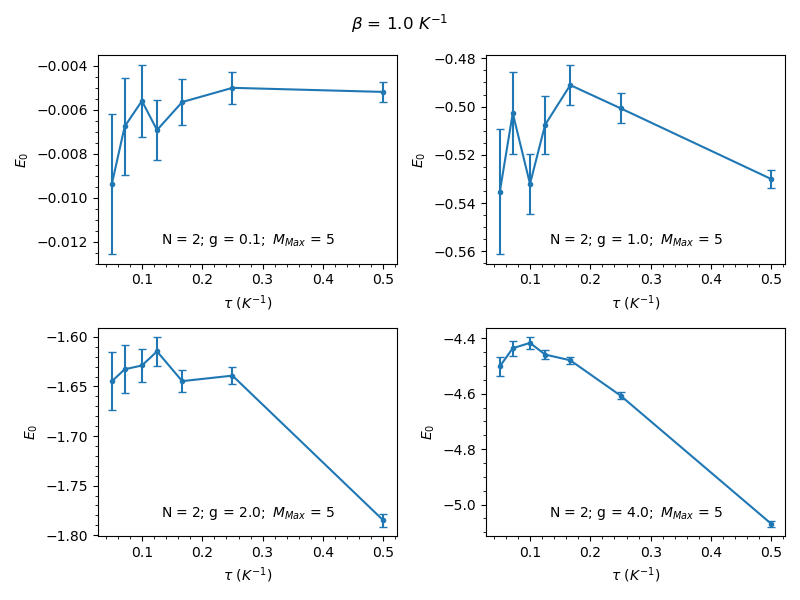 β = 1.0 K⁻¹
−0.004
−0.006
−0.008
−0.010
−0.012
E₀
N = 2; g = 0.1; M_Max = 5
0.1 0.2 0.3 0.4 0.5
τ (K⁻¹)
−0.48
−0.50
−0.52
−0.54
−0.56
E₀
N = 2; g = 1.0; M_Max = 5
0.1 0.2 0.3 0.4 0.5
τ (K⁻¹)
−1.60
−1.65
−1.70
−1.75
−1.80
E₀
N = 2; g = 2.0; M_Max = 5
0.1 0.2 0.3 0.4 0.5
τ (K⁻¹)
−4.4
−4.6
−4.8
−5.0
E₀
N = 2; g = 4.0; M_Max = 5
0.1 0.2 0.3 0.4 0.5
τ (K⁻¹)